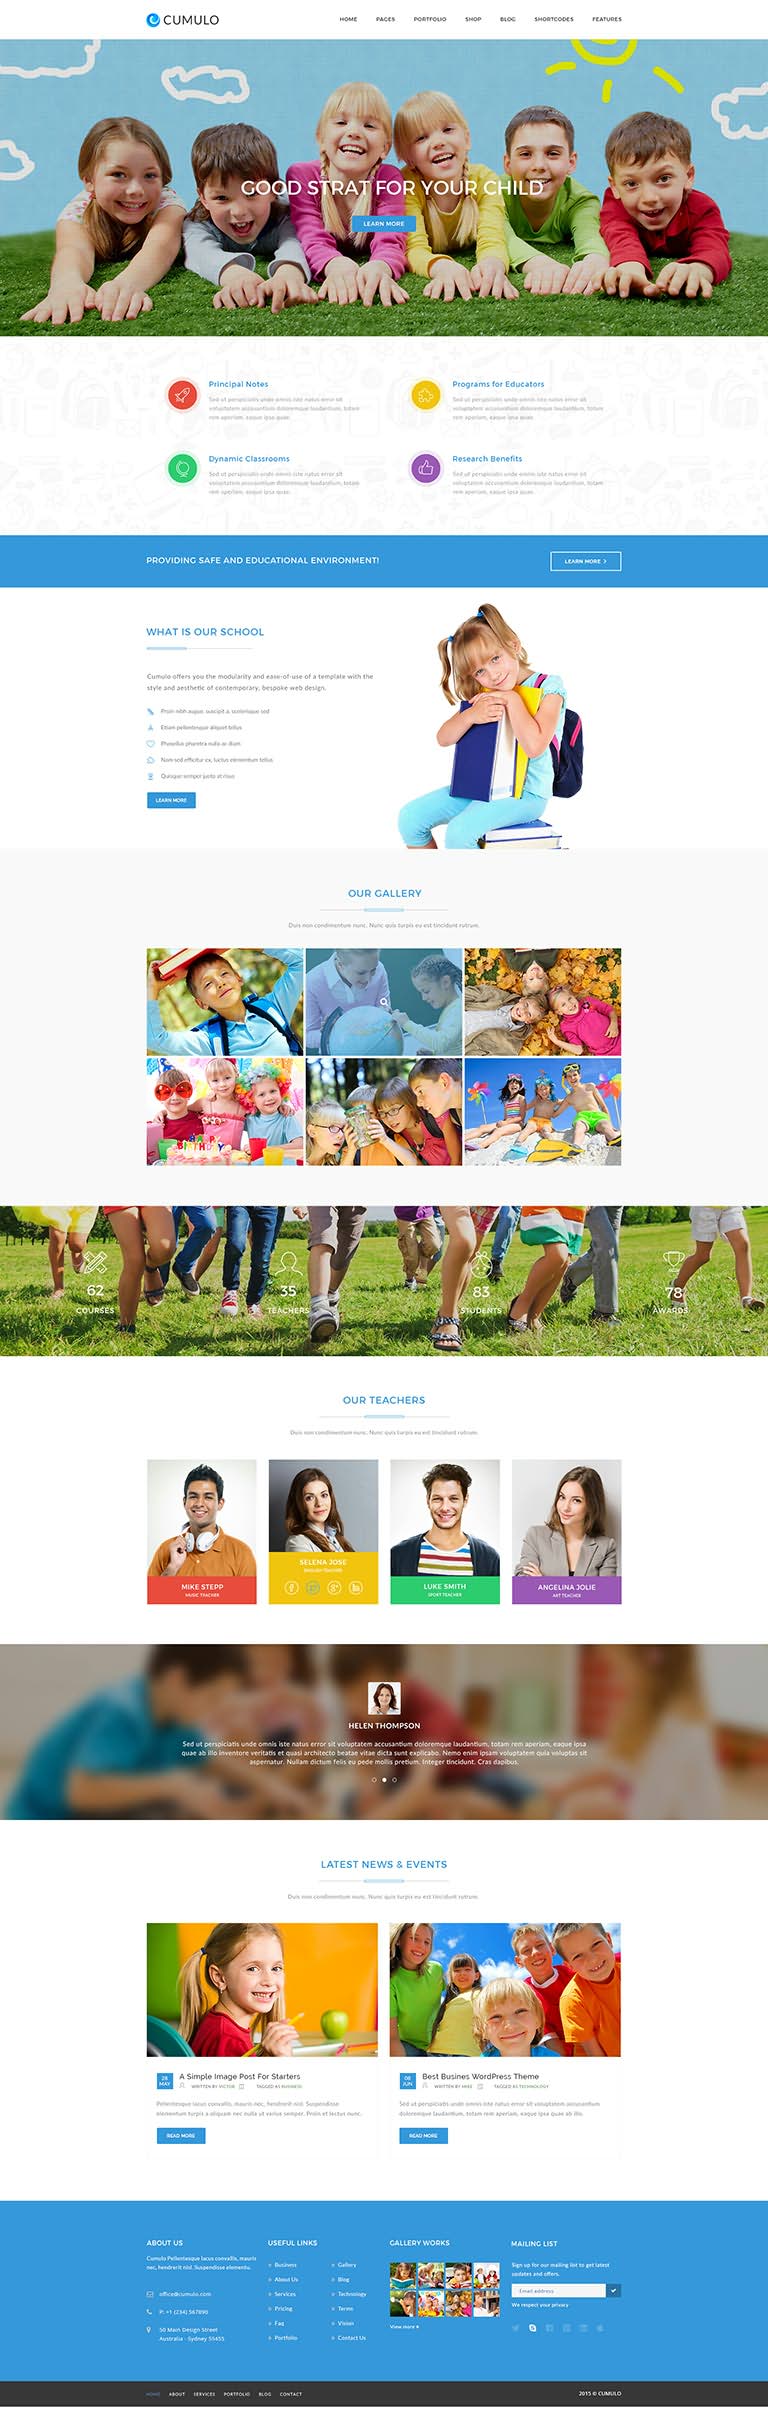 CUMULO
HOME PAGES PORTFOLIO SHOP BLOG SHORTCODES FEATURES
GOOD STRAT FOR YOUR CHILD
LEARN MORE
Principal Notes
Sed ut perspiciatis unde omnis iste natus error sit
voluptatem accusantium doloremque laudantium, totam
rem aperiam, eaque ipsa quae.
Programs for Educators
Sed ut perspiciatis unde omnis iste natus error sit
voluptatem accusantium doloremque laudantium, totam
rem aperiam, eaque ipsa quae.
Dynamic Classrooms
Sed ut perspiciatis unde omnis iste natus error sit
voluptatem accusantium doloremque laudantium, totam
rem aperiam, eaque ipsa quae.
Research Benefits
Sed ut perspiciatis unde omnis iste natus error sit
voluptatem accusantium doloremque laudantium, totam
rem aperiam, eaque ipsa quae.
PROVIDING SAFE AND EDUCATIONAL ENVIRONMENT!
LEARN MORE >
WHAT IS OUR SCHOOL
Cumulo offers you the modularity and ease-of-use of a template with the
style and aesthetic of contemporary, bespoke web design.
Proin nibh augue, suscipit a, scelerisque sed
Etiam pellentesque aliquet tellus
Phasellus pharetra nulla ac diam
Nam sed efficitur ex, luctus elementum tellus
Quisque semper justo at risus
LEARN MORE
OUR GALLERY
Duis non condimentum nunc. Nunc quis turpis eu est tincidunt rutrum.
HAPPY
BIRTHDAY
62
COURSES
35
TEACHERS
83
STUDENTS
78
AWARDS
OUR TEACHERS
Duis non condimentum nunc. Nunc quis turpis eu est tincidunt rutrum.
MIKE STEPP
MUSIC TEACHER
SELENA JOSE
ENGLISH TEACHER
LUKE SMITH
SPORT TEACHER
ANGELINA JOLIE
ART TEACHER
HELEN THOMPSON
Sed ut perspiciatis unde omnis iste natus error sit voluptatem accusantium doloremque laudantium, totam rem aperiam, eaque ipsa
quae ab illo inventore veritatis et quasi architecto beatae vitae dicta sunt explicabo. Nemo enim ipsam voluptatem quia voluptas sit
aspernatur. Nullam dictum felis eu pede mollis pretium. Integer tincidunt. Cras dapibus.
LATEST NEWS & EVENTS
Duis non condimentum nunc. Nunc quis turpis eu est tincidunt rutrum.
28
MAY
A Simple Image Post For Starters
WRITTEN BY VICTOR TAGGED AS BUSINESS
Pellentesque lacus convallis, mauris nec, hendrerit nisl. Suspendisse
elementum turpis a aliquam nec nulla ut varius semper. Proin et lectus nunc.
READ MORE
08
JUN
Best Busines WordPress Theme
WRITTEN BY MIKE TAGGED AS TECHNOLOGY
Sed ut perspiciatis unde omnis iste natus error sit voluptatem accusantium
doloremque laudantium, totam rem aperiam, eaque ipsa quae ab illo.
READ MORE
ABOUT US
Cumulo Pellentesque lacus convallis, mauris
nec, hendrerit nisl. Suspendisse elementu.
office@cumulo.com
P: +1 (234) 567890
50 Main Design Street
Australia - Sydney 55455
USEFUL LINKS
Business
About Us
Services
Pricing
Faq
Portfolio
Gallery
Blog
Technology
Terms
Vision
Contact Us
GALLERY WORKS
View more
MAILING LIST
Sign up for our mailing list to get latest
updates and offers.
Email address
We respect your privacy
HOME ABOUT SERVICES PORTFOLIO BLOG CONTACT
2015 © CUMULO